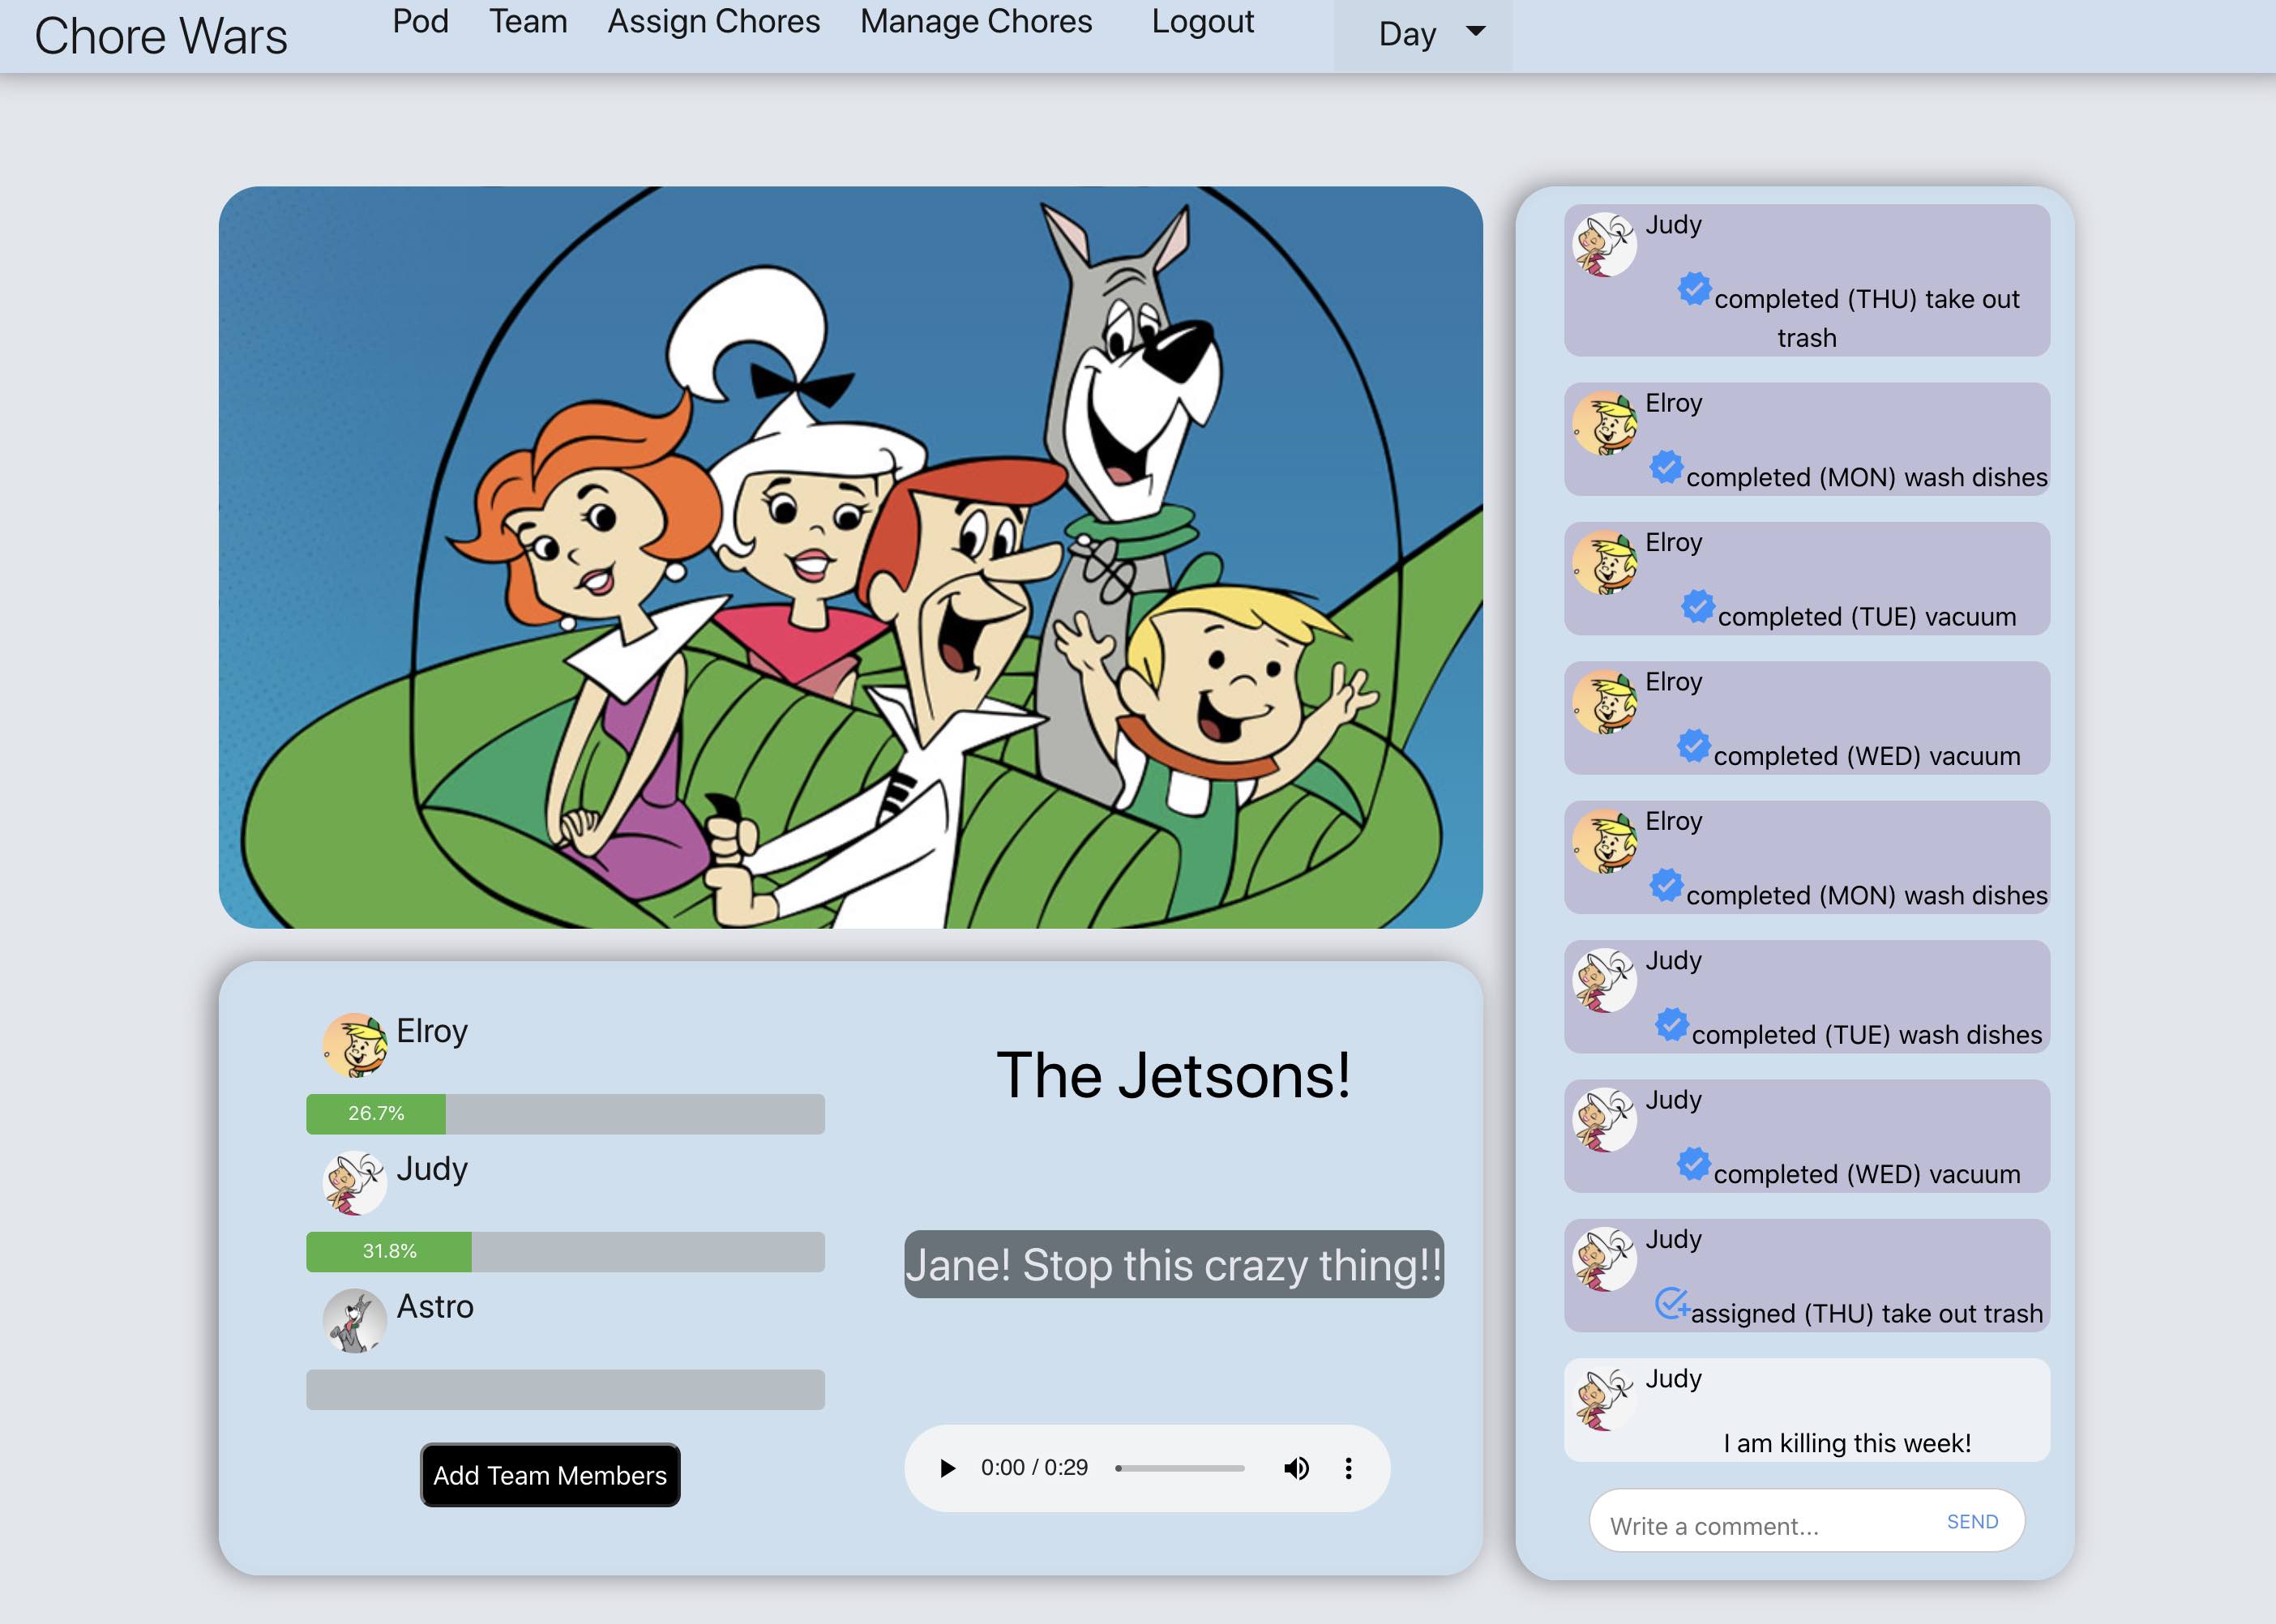 Chore Wars
Pod
Team
Assign Chores
Manage Chores
Logout
Day
Elroy
26.7%
Judy
31.8%
Astro
Add Team Members
The Jetsons!
Jane! Stop this crazy thing!!
0:00 / 0:29
Judy
completed (THU) take out
trash
Elroy
completed (MON) wash dishes
Elroy
completed (TUE) vacuum
Elroy
completed (WED) vacuum
Elroy
completed (MON) wash dishes
Judy
completed (TUE) wash dishes
Judy
completed (WED) vacuum
Judy
assigned (THU) take out trash
Judy
I am killing this week!
Write a comment...
SEND